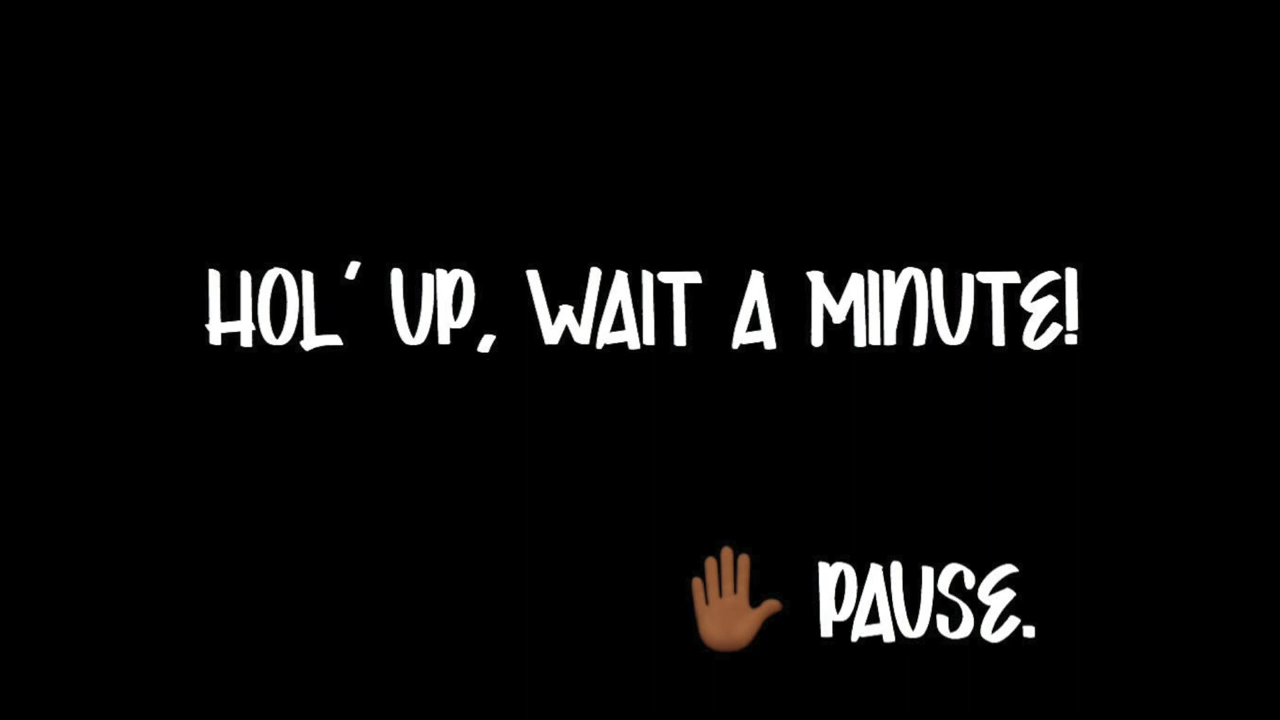 HOL' UP, WAIT A MINUTE!
✋🏾 PAUSE.